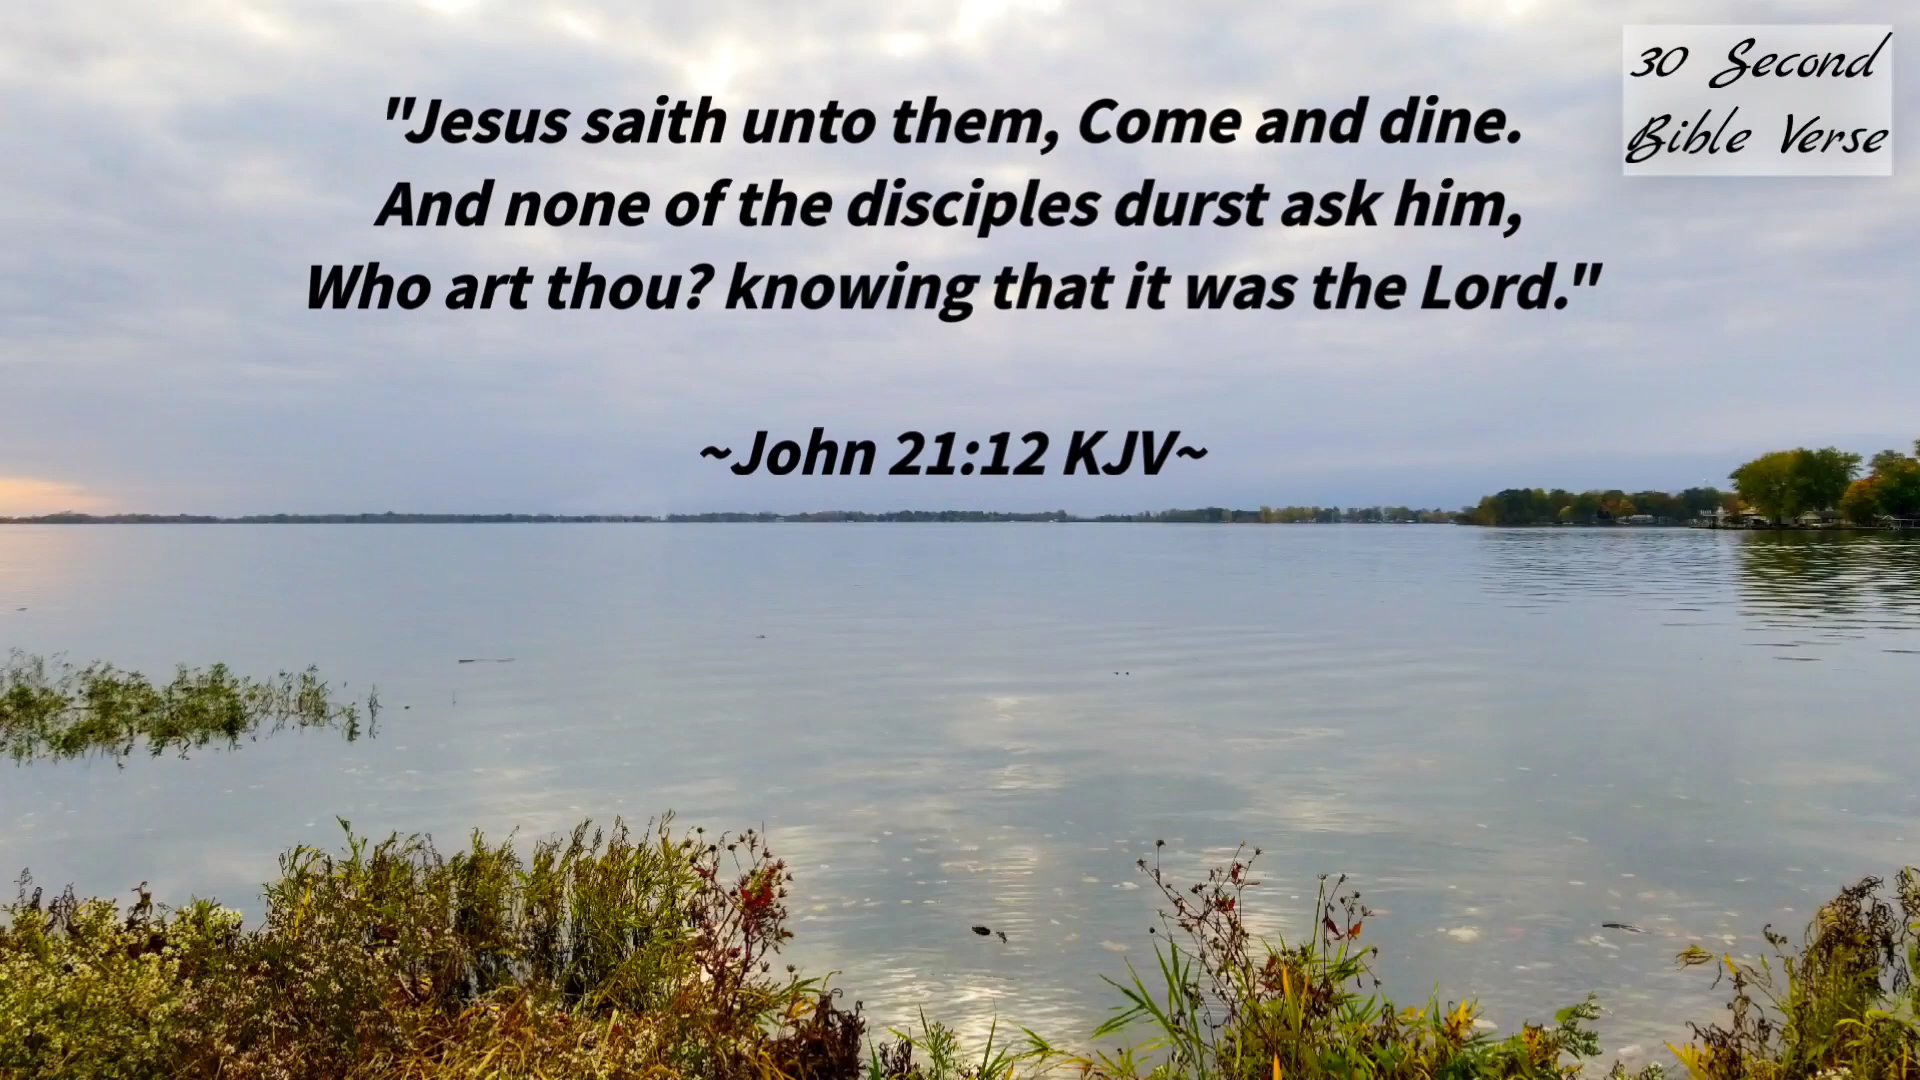 "Jesus saith unto them, Come and dine.
And none of the disciples durst ask him,
Who art thou? knowing that it was the Lord."
~John 21:12 KJV~
30 Second
Bible Verse